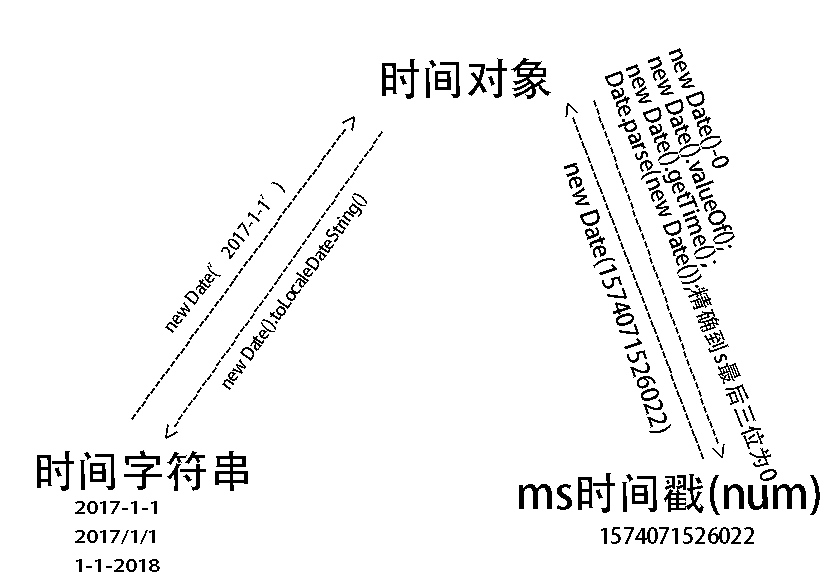 时间对象
new Date(‘2017-1-1’)
new Date().toLocaleDateString()
new Date(1574071526022)
new Date()-0
new Date().valueOf();
new Date().getTime();
Date.parse(new Date());精确到s最后三位为0
时间字符串
2017-1-1
2017/1/1
1-1-2018
ms时间戳(num)
1574071526022